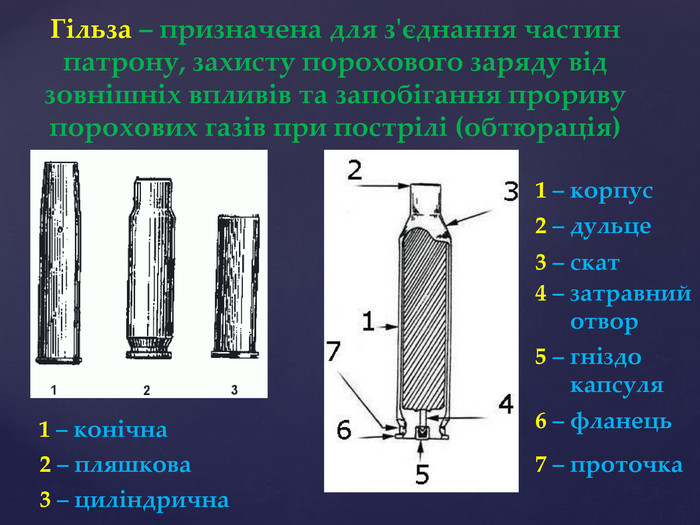 Гільза – призначена для з'єднання частин
патрону, захисту порохового заряду від
зовнішніх впливів та запобігання прориву
порохових газів при пострілі (обтюрація)
1 2 3
1 – конічна
2 – пляшкова
3 – циліндрична
2
3
1
7
4
6
5
1 – корпус
2 – дульце
3 – скат
4 – затравний
отвор
5 – гніздо
капсуля
6 – фланець
7 – проточка